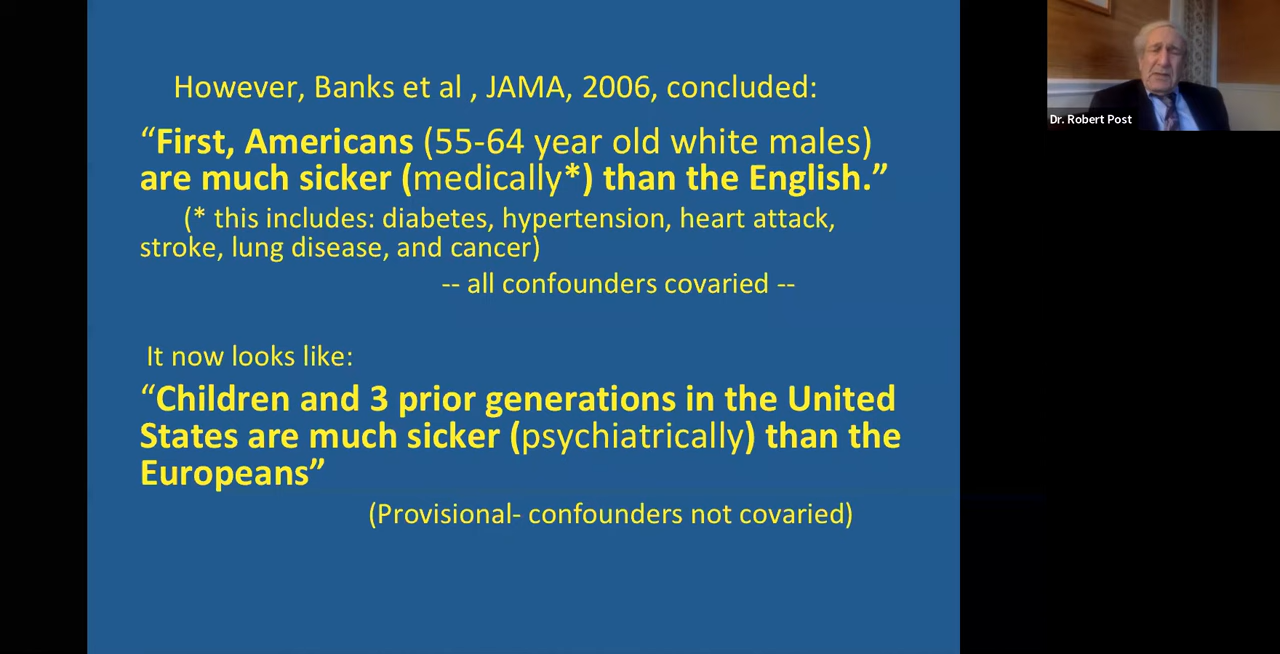 However, Banks et al , JAMA, 2006, concluded:
“First, Americans (55-64 year old white males)
are much sicker (medically*) than the English.”
(* this includes: diabetes, hypertension, heart attack,
stroke, lung disease, and cancer)
-- all confounders covaried --
It now looks like:
“Children and 3 prior generations in the United
States are much sicker (psychiatrically) than the
Europeans”
(Provisional- confounders not covaried)
Dr. Robert Post